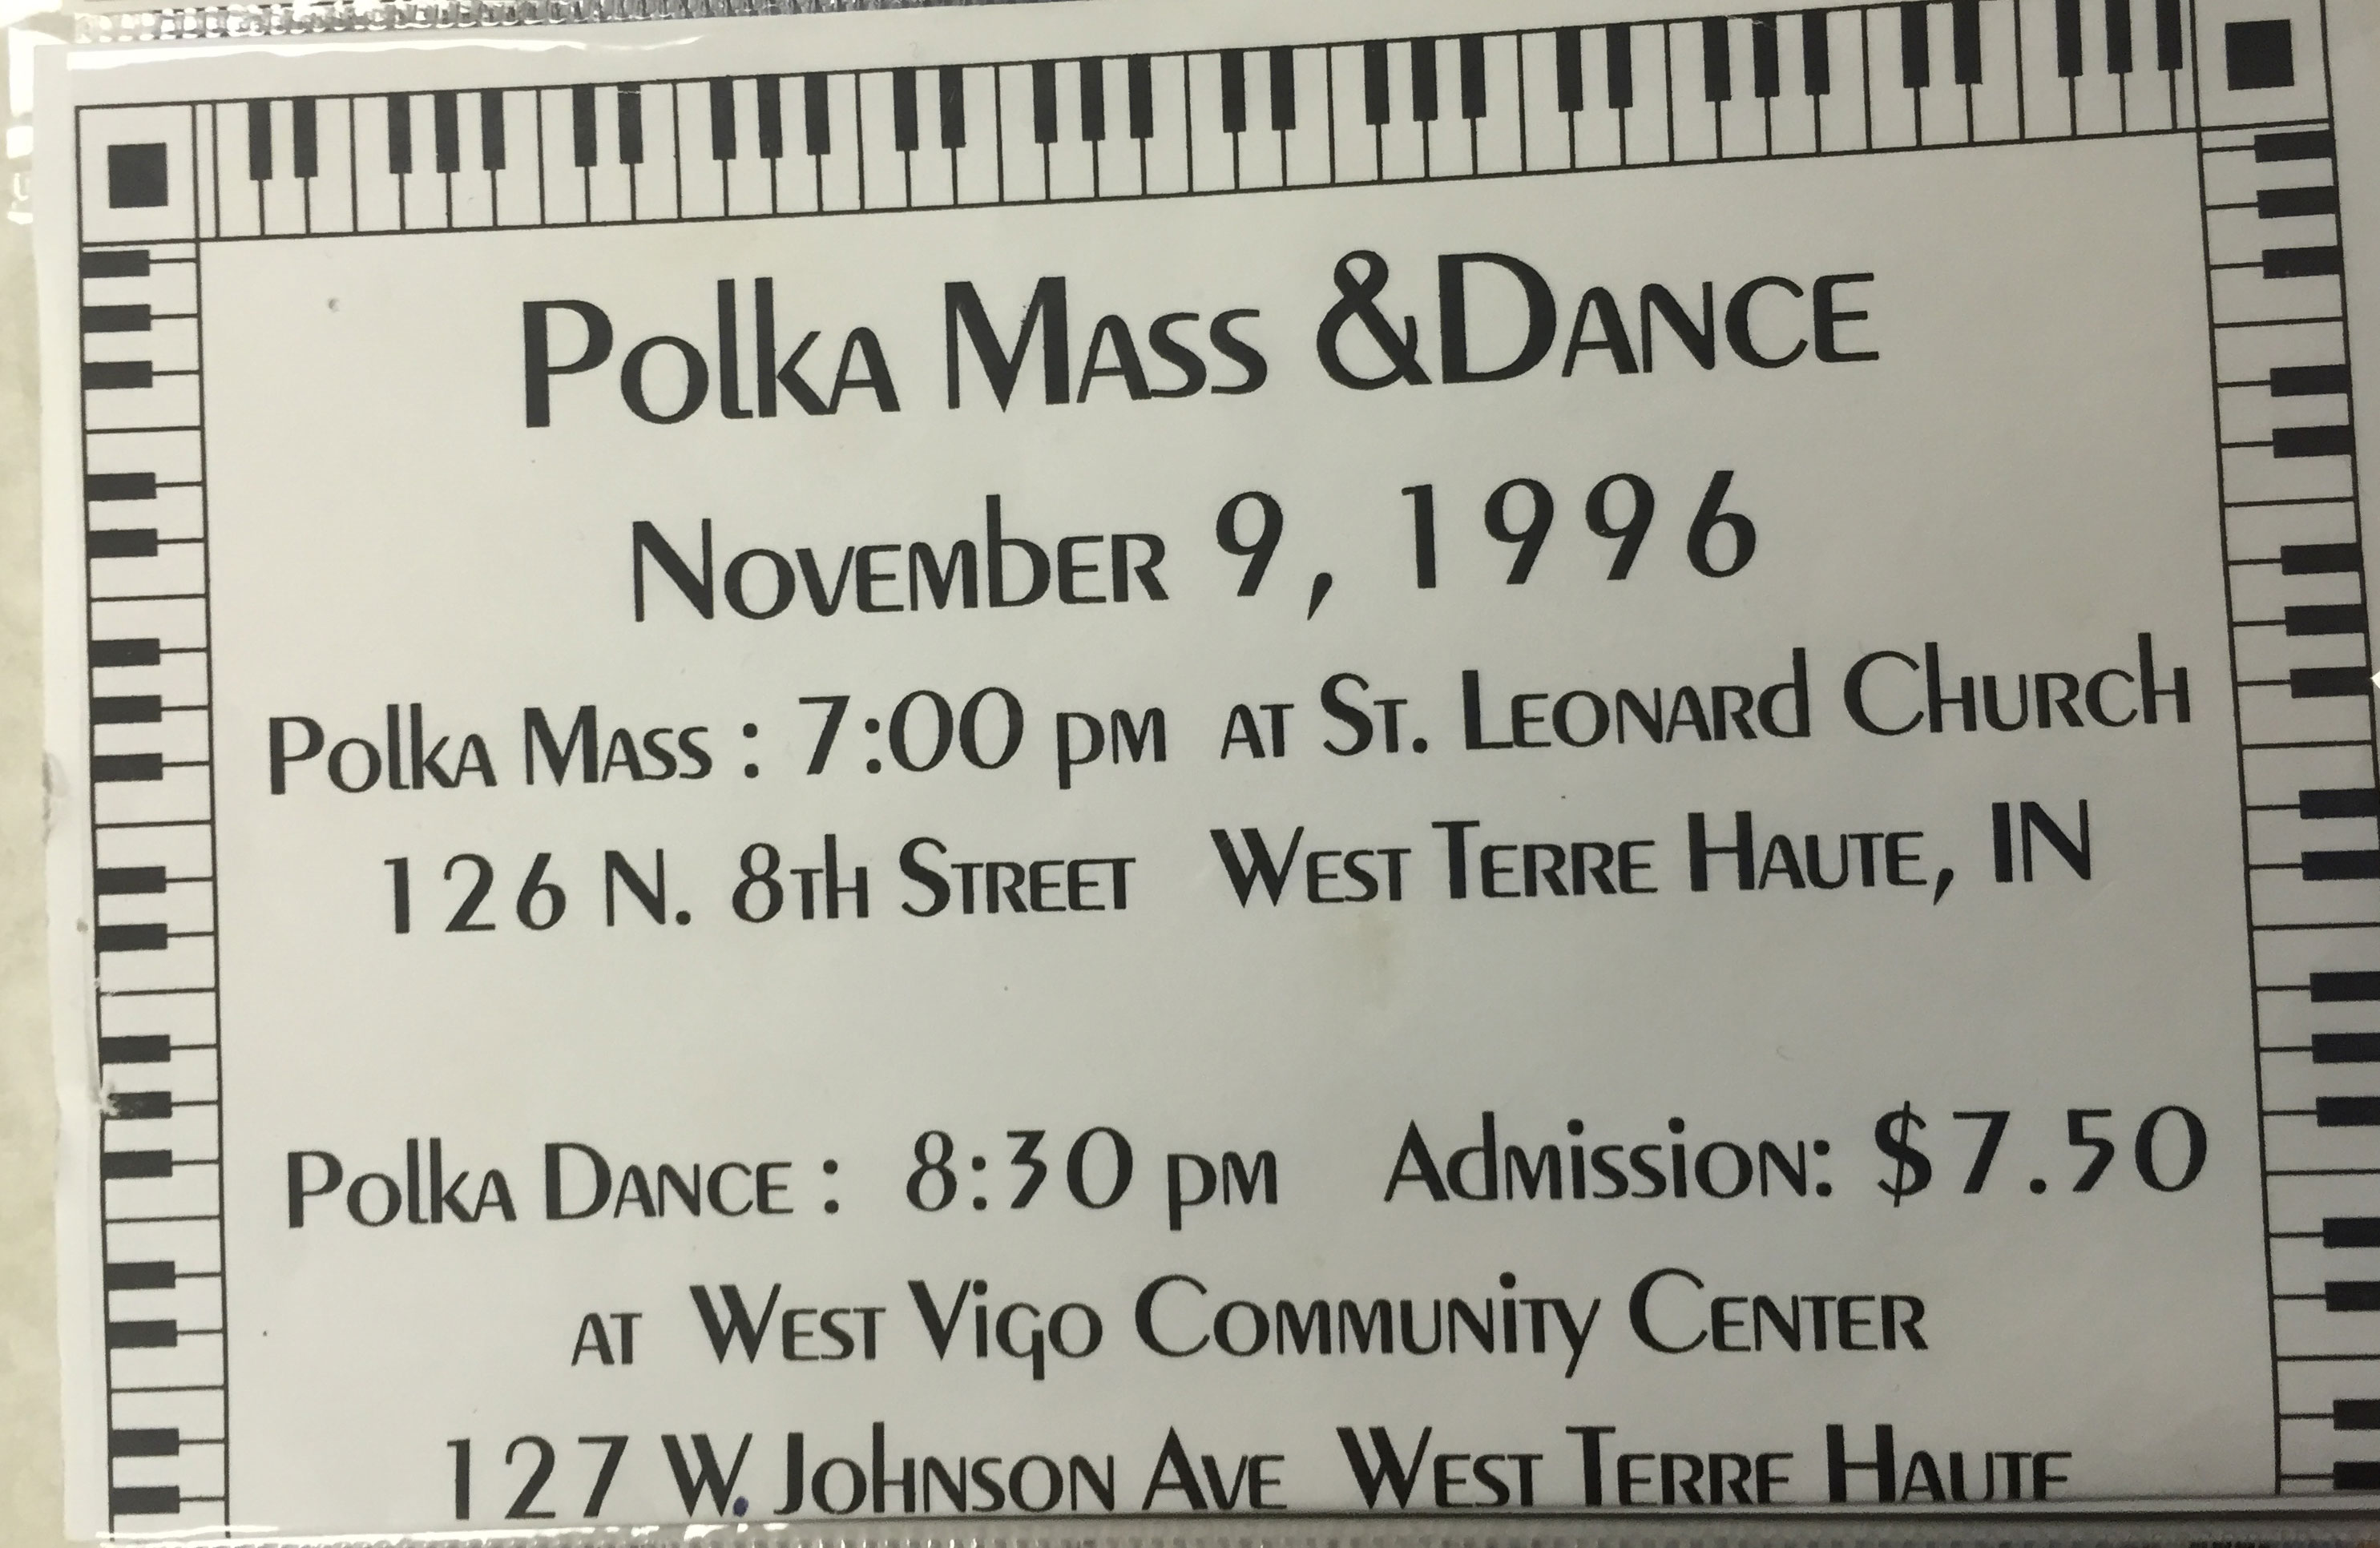 Polka Mass & Dance
November 9, 1996
Polka Mass : 7:00 pm at St. Leonard Church
126 N. 8th Street West Terre Haute, IN
Polka Dance : 8:30 pm Admission: $7.50
at West Vigo Community Center
127 W. Johnson Ave West Terre Haute